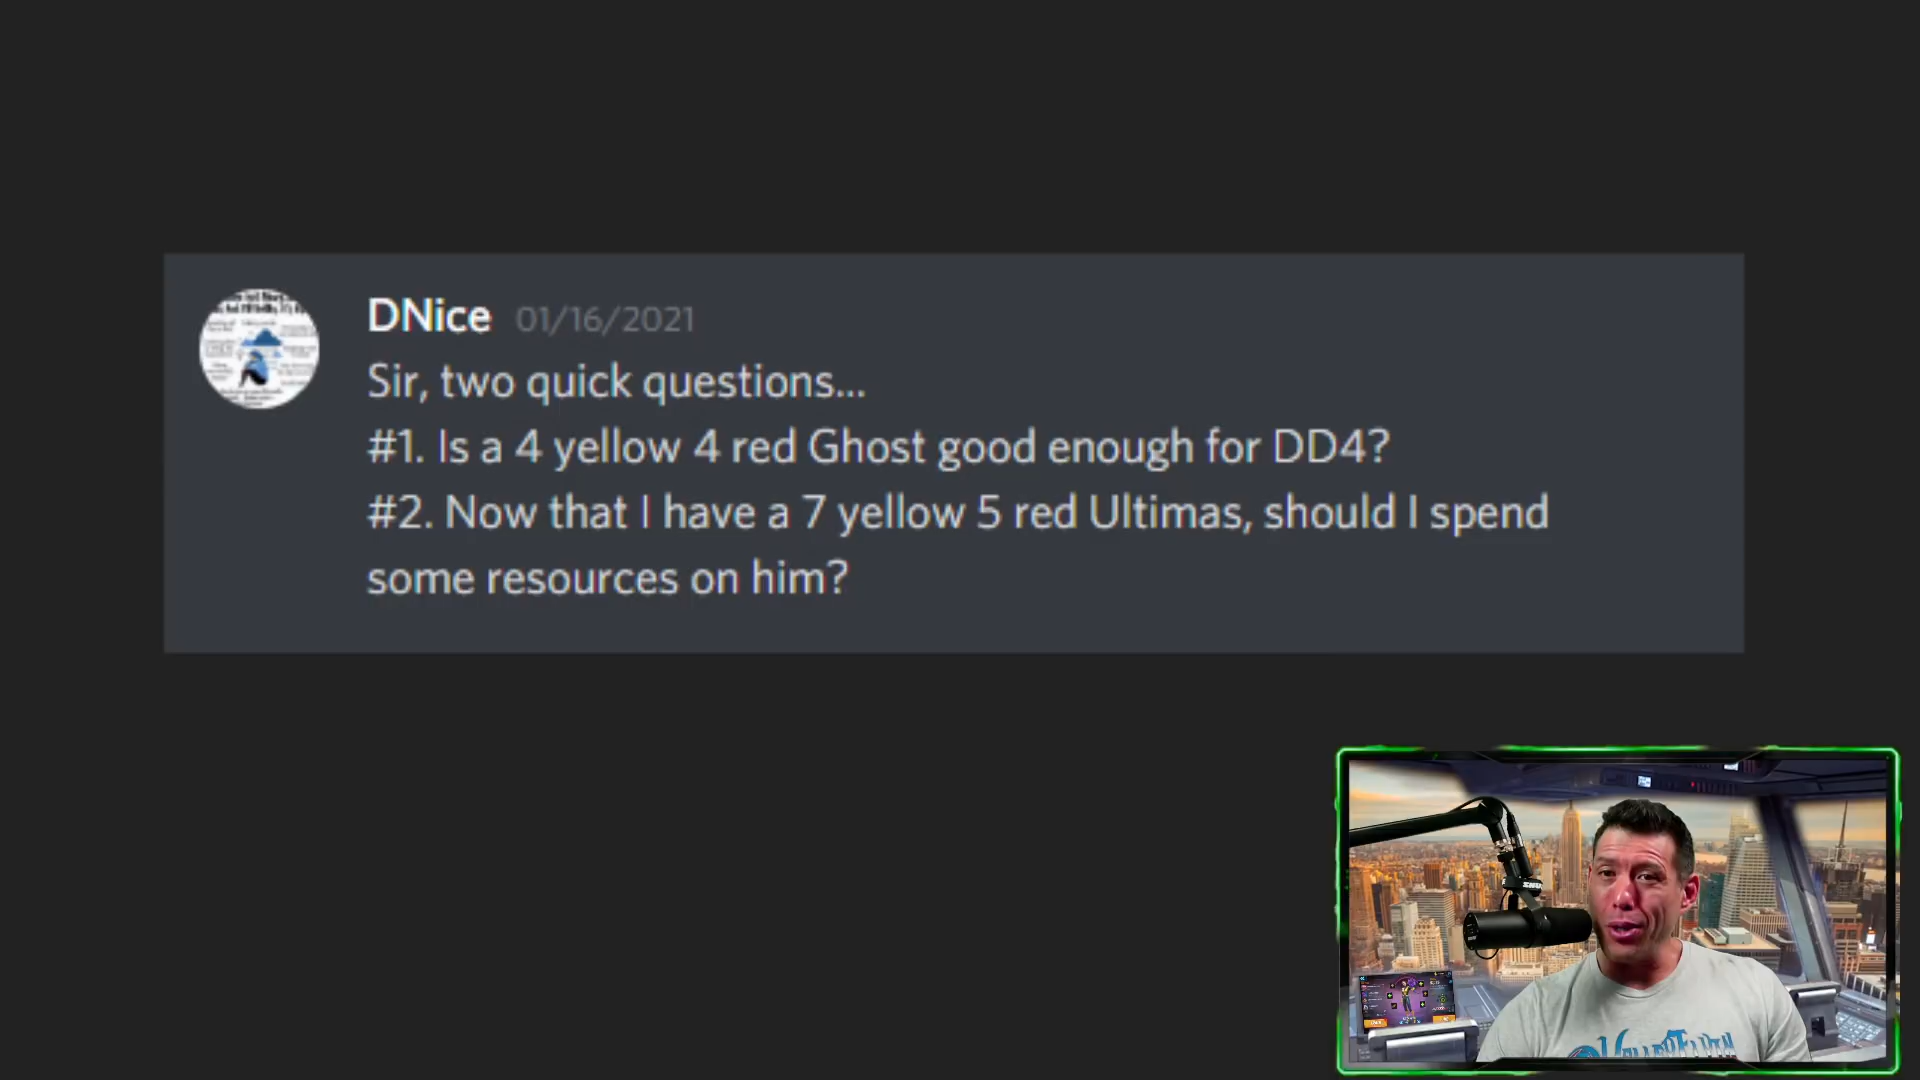 DNice 01/16/2021
Sir, two quick questions...
#1. Is a 4 yellow 4 red Ghost good enough for DD4?
#2. Now that I have a 7 yellow 5 red Ultimas, should I spend
some resources on him?